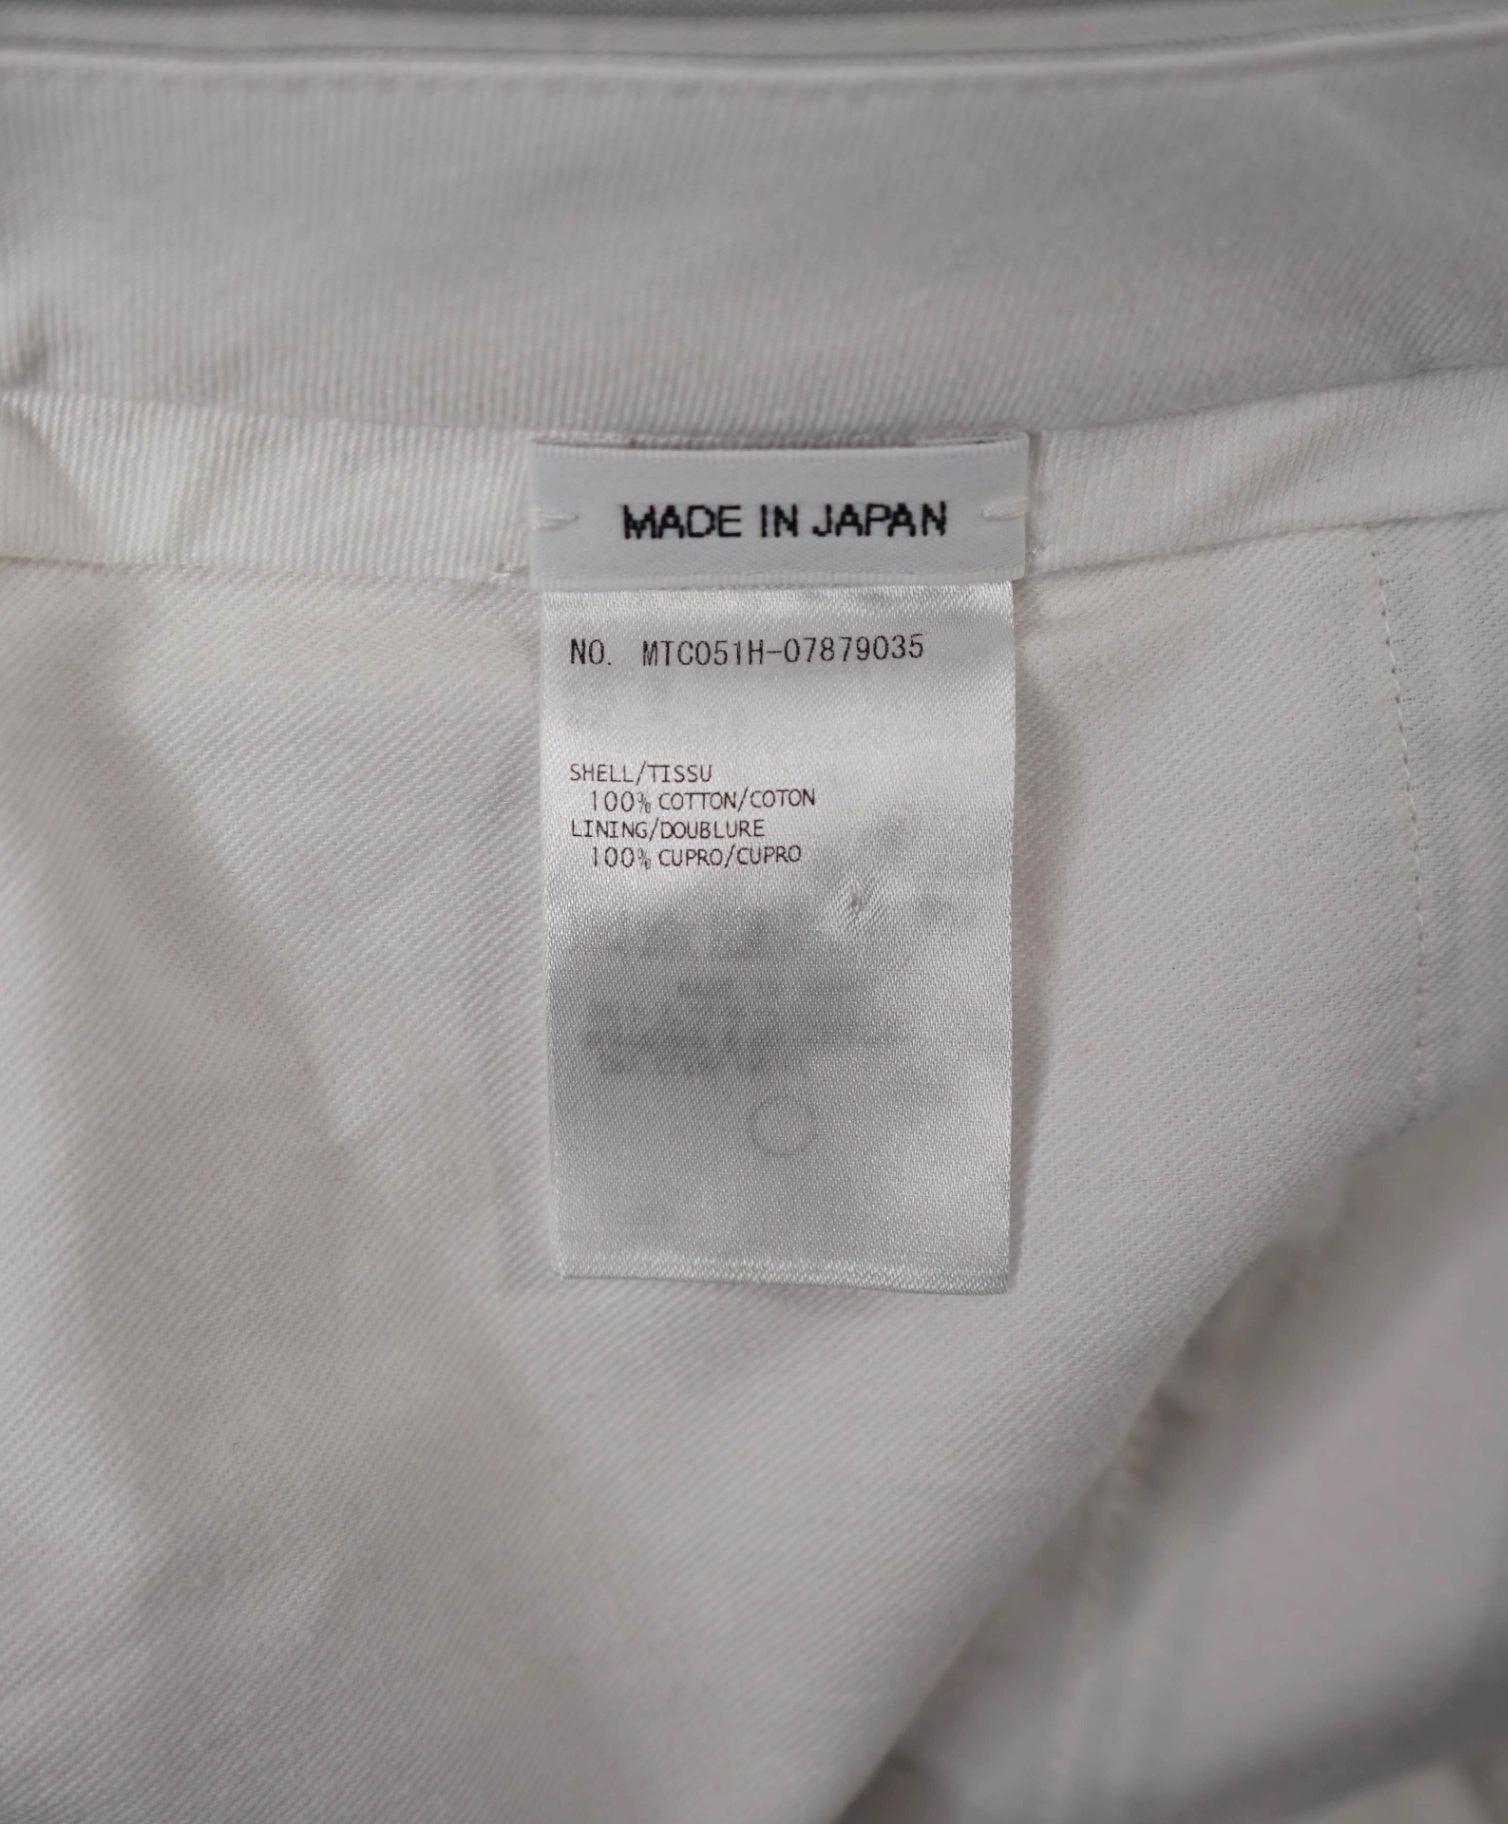 MADE IN JAPAN
NO. MTC051H-07879035
SHELL/TISSU
100% COTTON/COTON
LINING/DOUBLURE
100% CUPRO/CUPRO